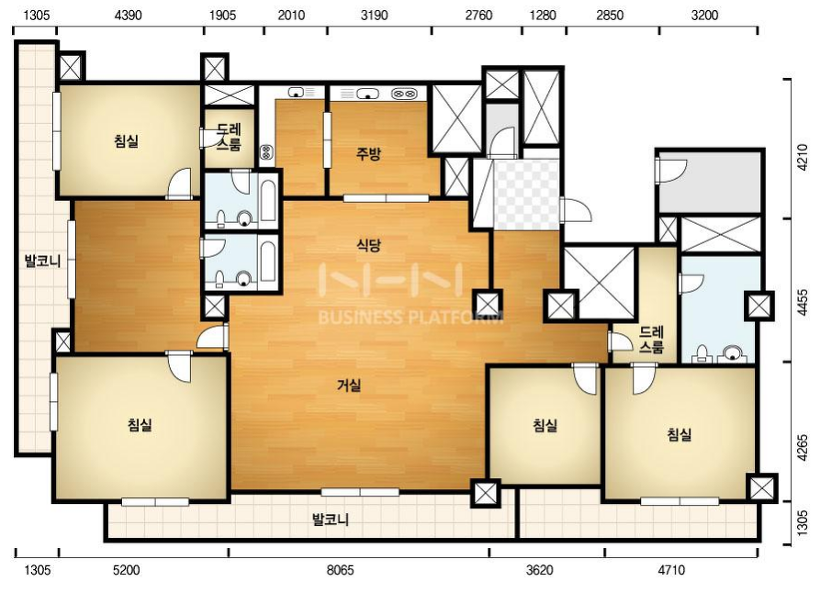 1305 4390 1905 2010 3190 2760 1280 2850 3200
침실
드레
스룸
주방
4210
발코니
식당
N-H-N
BUSINESS PLATFORM
4455
드레
스룸
거실
침실
침실
침실
4265
발코니
1305
1305 5200 8065 3620 4710